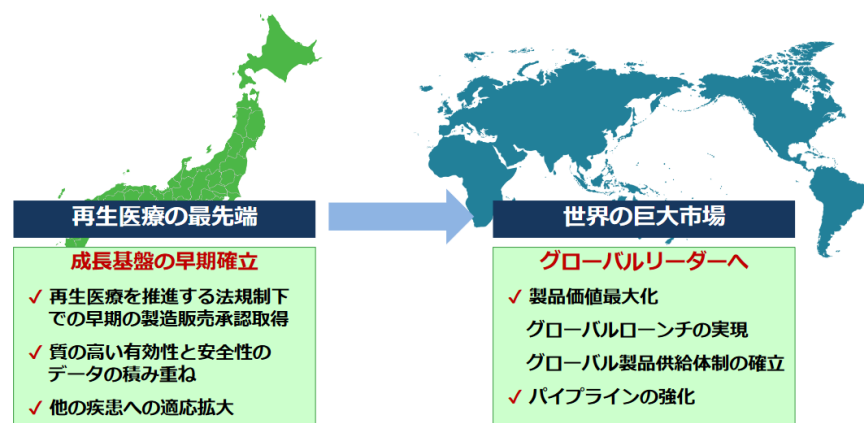 再生医療の最先端
成長基盤の早期確立
✓ 再生医療を推進する法規制下
での早期の製造販売承認取得
✓ 質の高い有効性と安全性の
データの積み重ね
✓ 他の疾患への適応拡大
世界の巨大市場
グローバルリーダーへ
✓ 製品価値最大化
グローバルローンチの実現
グローバル製品供給体制の確立
✓ パイプラインの強化